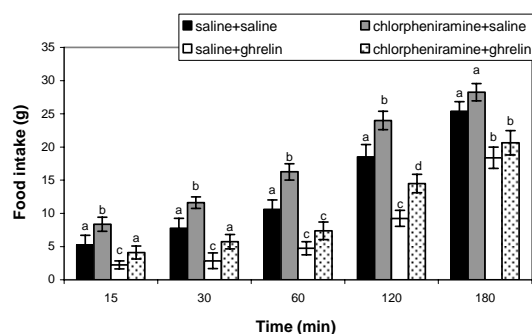 saline+saline chlorpheniramine+saline
saline+ghrelin chlorpheniramine+ghrelin
Food intake (g)
35
30
25
20
15
10
5
0
a b c a
a b c a
a b c c
a b c d
a a b b
15 30 60 120 180
Time (min)